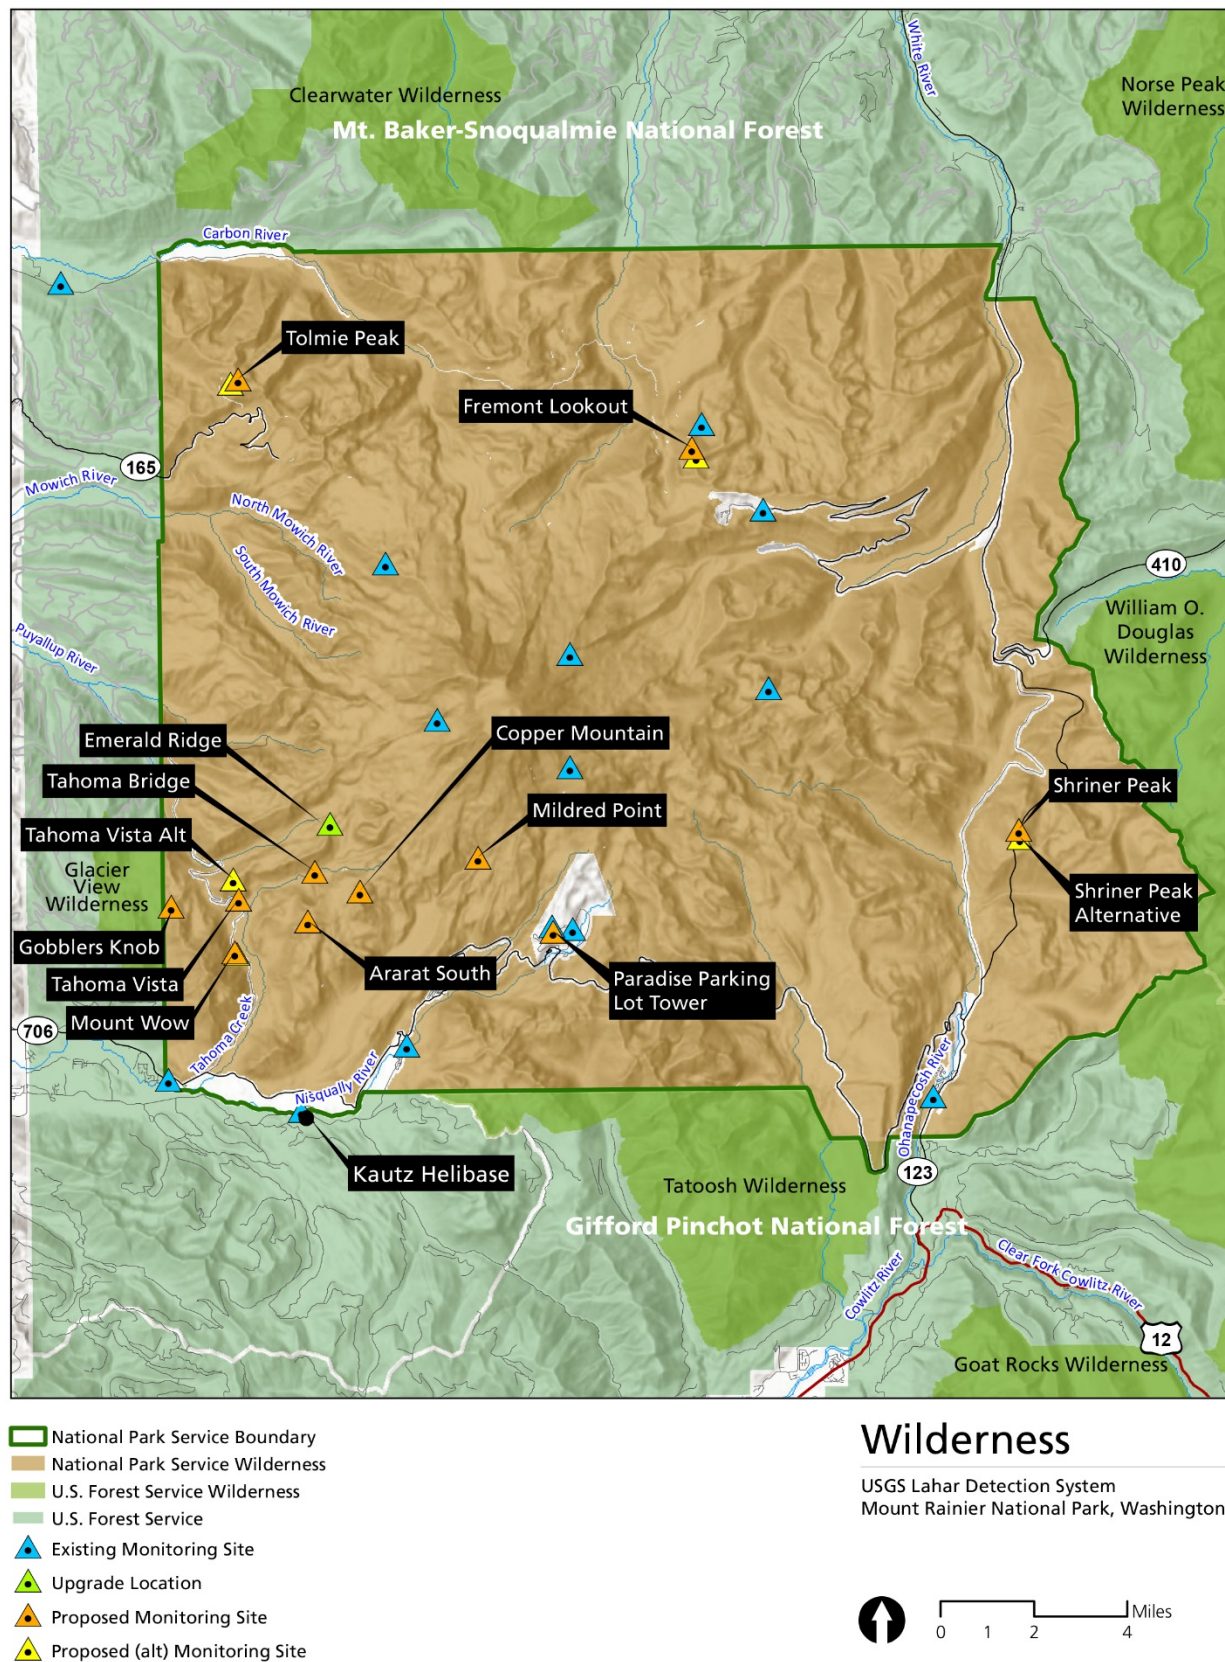 White River
Norse Peak
Wilderness
Clearwater Wilderness
Mt. Baker-Snoqualmie National Forest
Carbon River
Tolmie Peak
Fremont Lookout
165
Mowich River
North Mowich River
South Mowich River
410
William O.
Douglas
Wilderness
Puyallup River
Emerald Ridge
Copper Mountain
Tahoma Bridge
Shriner Peak
Mildred Point
Tahoma Vista Alt
Glacier
View
Wilderness
Shriner Peak
Alternative
Gobblers Knob
Ararat South
Paradise Parking
Lot Tower
Tahoma Vista
Mount Wow
706
Tahoma Creek
Nisqually River
Ohanapecosh River
Kautz Helibase
123
Tatoosh Wilderness
Gifford Pinchot National Forest
Cowlitz River
Clear Fork Cowlitz River
12
Goat Rocks Wilderness
National Park Service Boundary
National Park Service Wilderness
U.S. Forest Service Wilderness
U.S. Forest Service
Existing Monitoring Site
Upgrade Location
Proposed Monitoring Site
Proposed (alt) Monitoring Site
Wilderness
USGS Lahar Detection System
Mount Rainier National Park, Washington
Miles
0 1 2 4